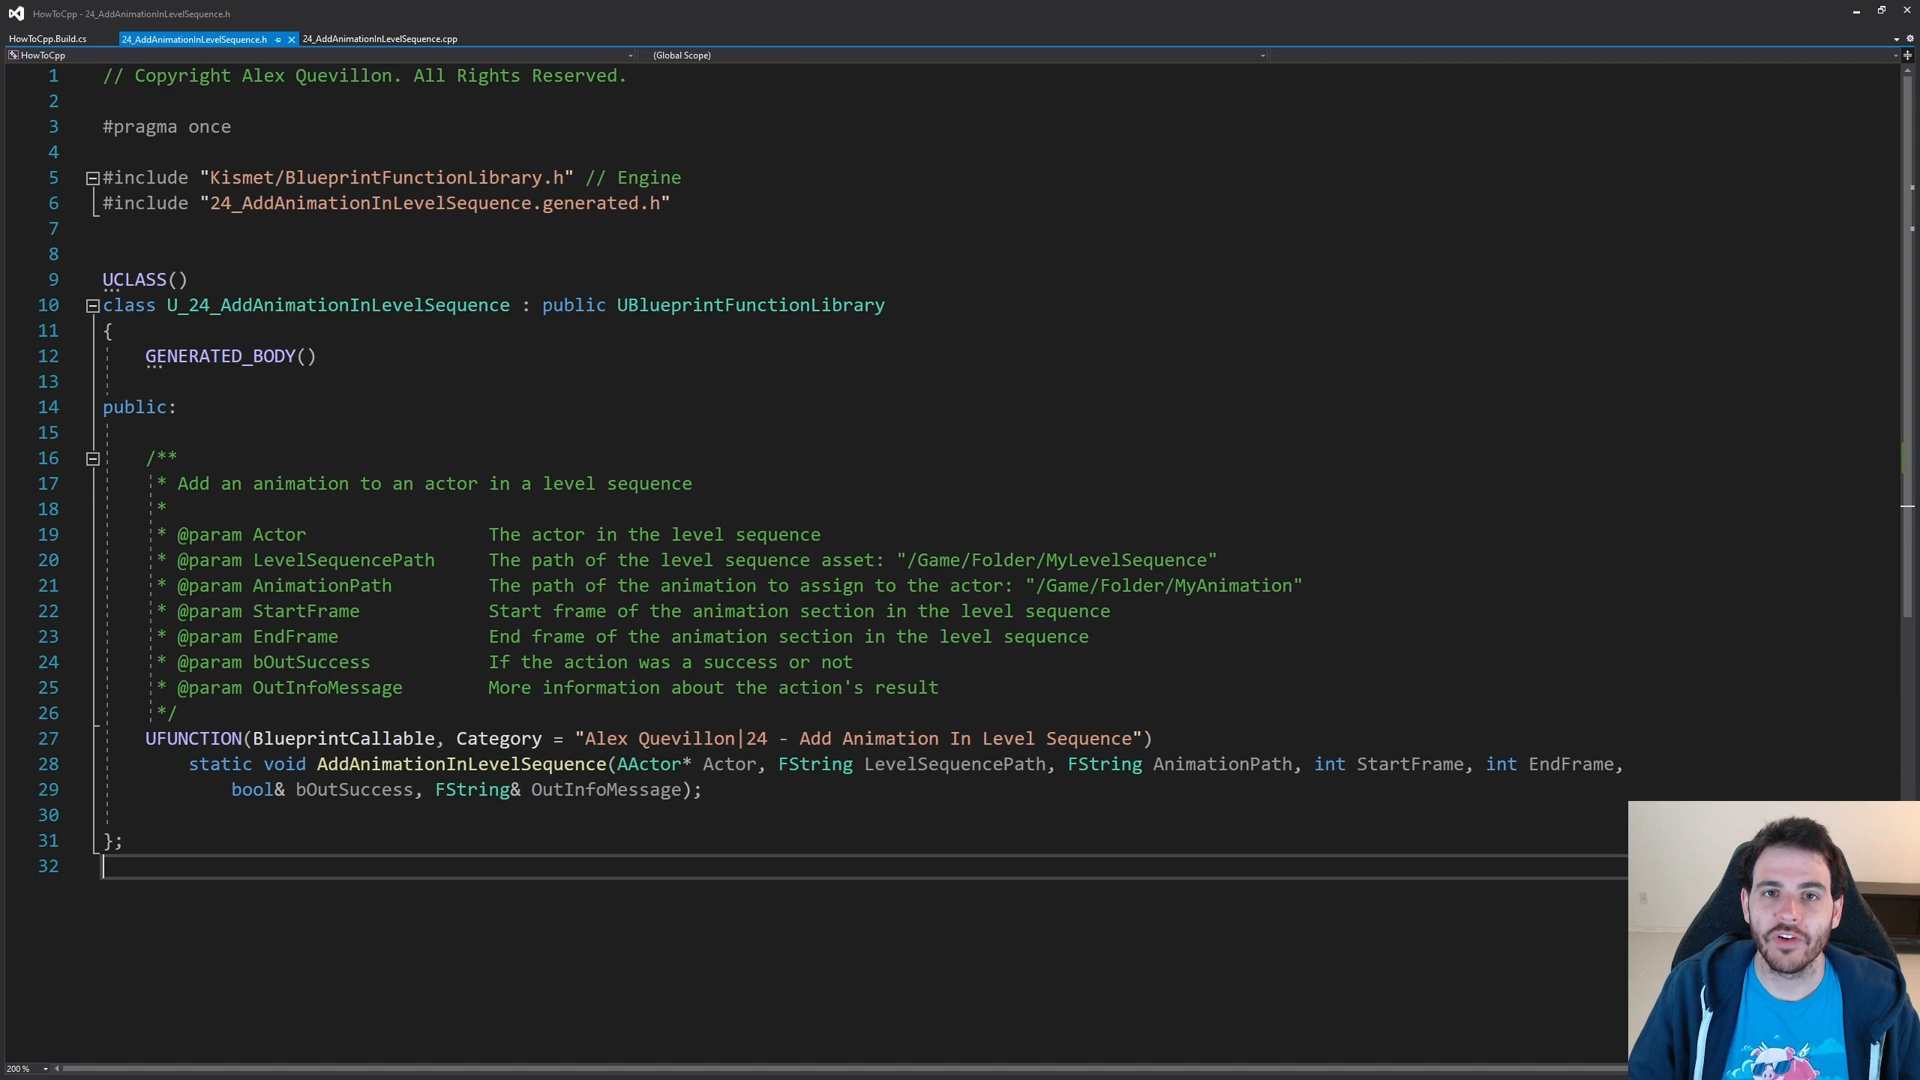 HowToCpp - 24_AddAnimationInLevelSequence.h
HowToCpp.Build.cs 24_AddAnimationInLevelSequence.h 24_AddAnimationInLevelSequence.cpp
HowToCpp (Global Scope)
1 // Copyright Alex Quevillon. All Rights Reserved.
2
3 #pragma once
4
5 #include "Kismet/BlueprintFunctionLibrary.h" // Engine
6 #include "24_AddAnimationInLevelSequence.generated.h"
7
8
9 UCLASS()
10 class U_24_AddAnimationInLevelSequence : public UBlueprintFunctionLibrary
11 {
12 GENERATED_BODY()
13
14 public:
15
16 /**
17 * Add an animation to an actor in a level sequence
18 *
19 * @param Actor The actor in the level sequence
20 * @param LevelSequencePath The path of the level sequence asset: "/Game/Folder/MyLevelSequence"
21 * @param AnimationPath The path of the animation to assign to the actor: "/Game/Folder/MyAnimation"
22 * @param StartFrame Start frame of the animation section in the level sequence
23 * @param EndFrame End frame of the animation section in the level sequence
24 * @param bOutSuccess If the action was a success or not
25 * @param OutInfoMessage More information about the action's result
26 */
27 UFUNCTION(BlueprintCallable, Category = "Alex Quevillon|24 - Add Animation In Level Sequence")
28 static void AddAnimationInLevelSequence(AActor* Actor, FString LevelSequencePath, FString AnimationPath, int StartFrame, int EndFrame,
29 bool& bOutSuccess, FString& OutInfoMessage);
30
31 };
32
200 %